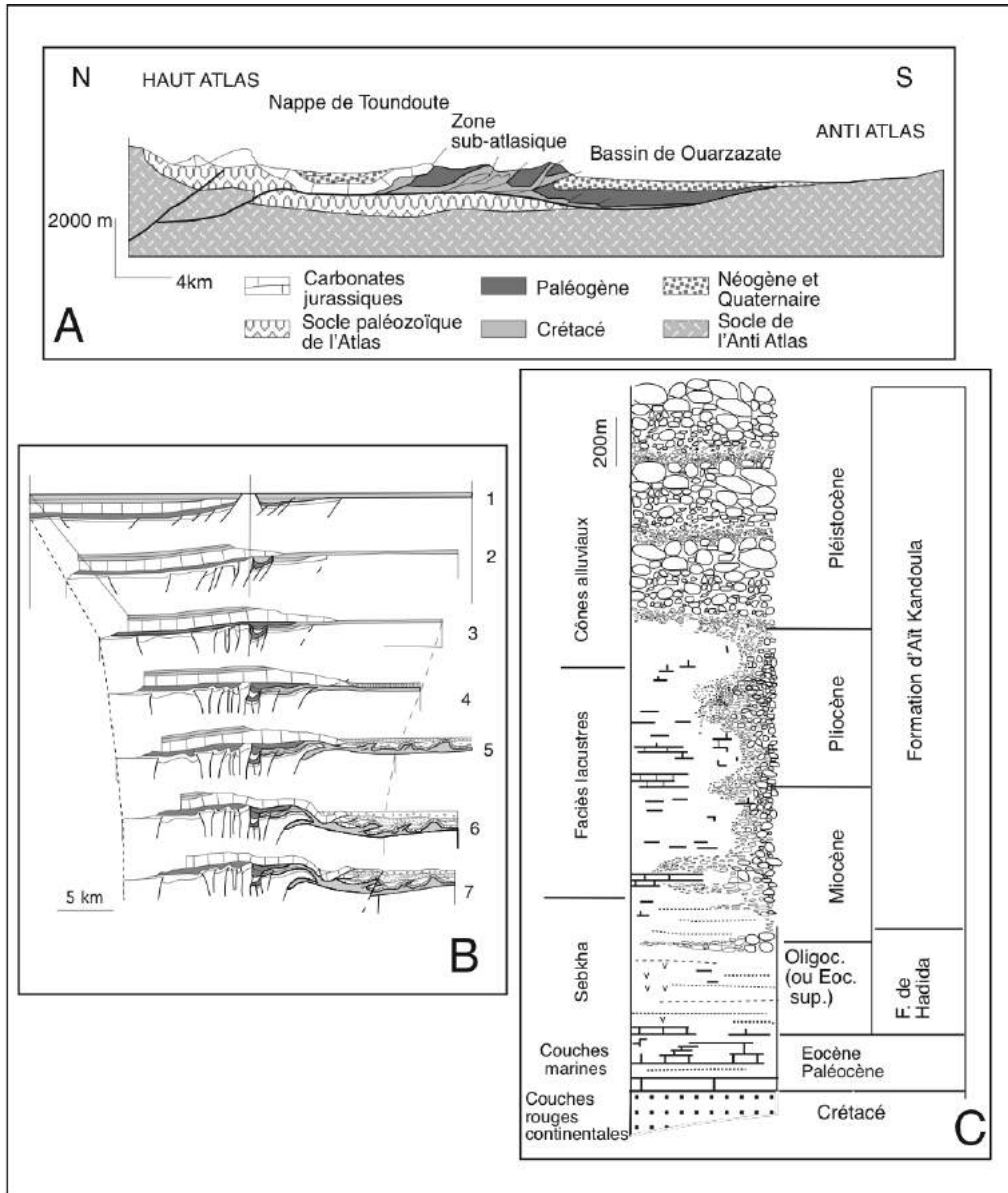 N
HAUT ATLAS
S
Nappe de Toundoute
Zone
sub-atlasique
ANTI ATLAS
Bassin de Ouarzazate
2000 m
4km
Carbonates
jurassiques
Paléogène
Néogène et
Quaternaire
Socle paléozoïque
de l'Atlas
Crétacé
Socle de
l'Anti Atlas
A
1
2
3
4
5
6
7
5 km
B
200m
Cônes alluviaux
Faciès lacustres
Sebkha
Couches
marines
Couches
rouges
continentales
Pléistocène
Pliocène
Miocène
Oligoc.
(ou Eoc.
sup.)
Eocène
Paléocène
Crétacé
Formation d'Aït Kandoula
F. de
Hadida
C